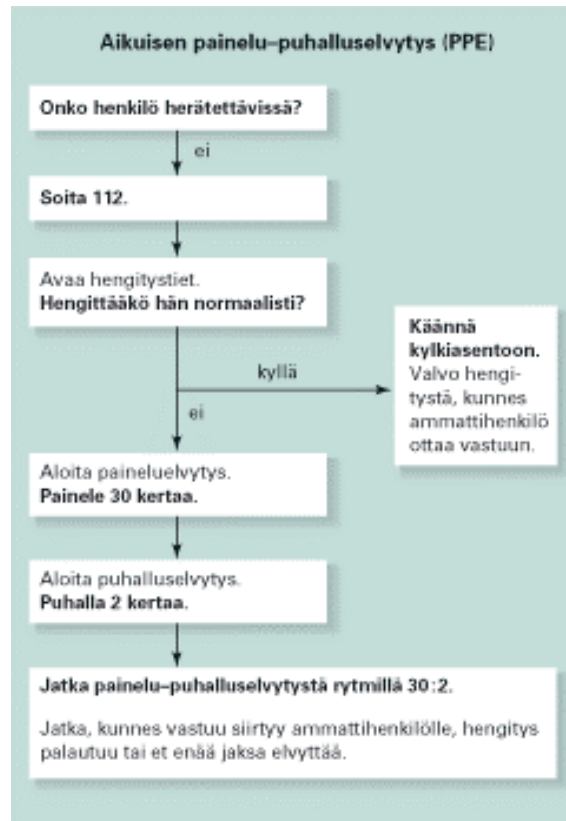 Aikuisen painelu–puhalluselvytys (PPE)
Onko henkilö herätettävissä?
ei
Soita 112.
Avaa hengitystiet.
Hengittääkö hän normaalisti?
kyllä
Käännä
kylkiasentoon.
Valvo hengi-
tystä, kunnes
ammattihenkilö
ottaa vastuun.
ei
Aloita paineluelvytys.
Painele 30 kertaa.
Aloita puhalluselvytys.
Puhalla 2 kertaa.
Jatka painelu–puhalluselvytystä rytmillä 30:2.
Jatka, kunnes vastuu siirtyy ammattihenkilölle, hengitys
palautuu tai et enää jaksa elvyttää.